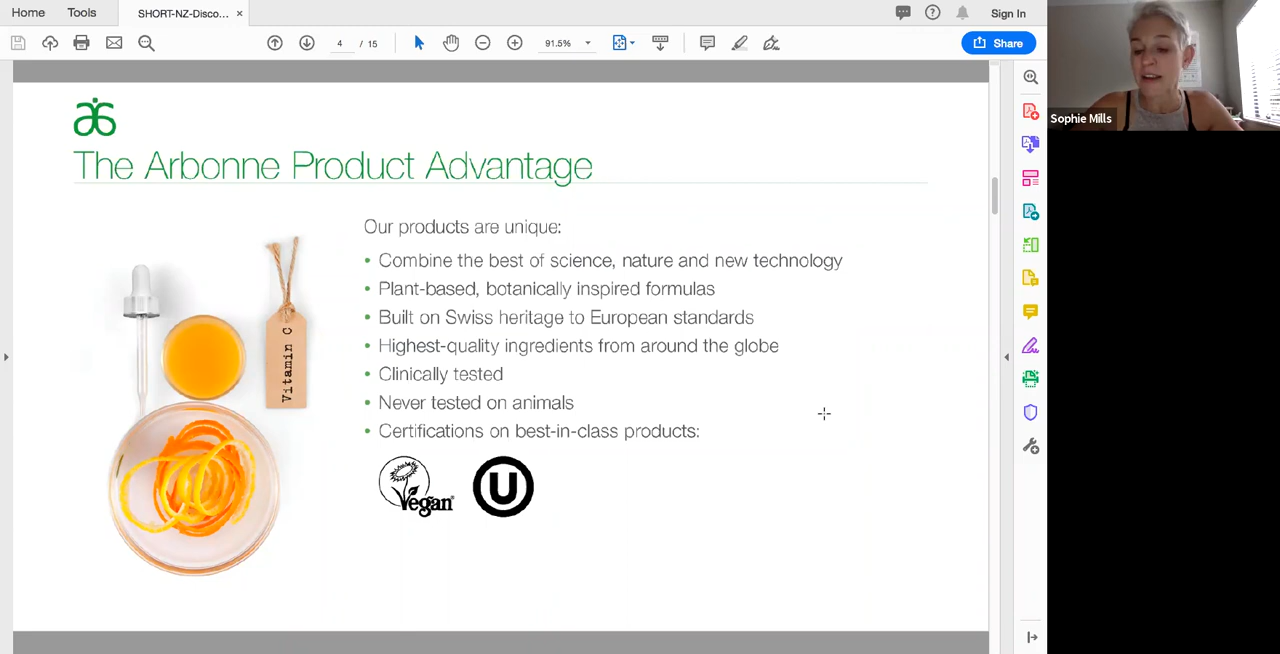 Home
Tools
SHORT-NZ-Disco...
×
Sign In
4 / 15
91.5%
Share
Sophie Mills
The Arbonne Product Advantage
Our products are unique:
• Combine the best of science, nature and new technology
• Plant-based, botanically inspired formulas
• Built on Swiss heritage to European standards
• Highest-quality ingredients from around the globe
• Clinically tested
• Never tested on animals
• Certifications on best-in-class products:
Vitamin C
Vegan®
U